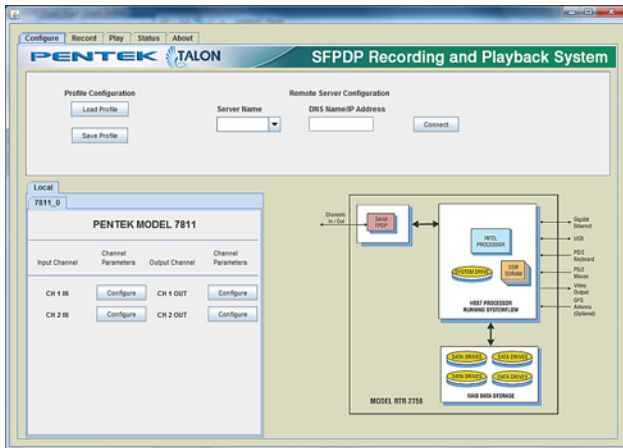 Configure Record Play Status About
PENTEK TALON SFPDP Recording and Playback System
Profile Configuration Remote Server Configuration
Load Profile Server Name DNS Name/IP Address
Connect
Save Profile
Local
7811_0
PENTEK MODEL 7811
Input Channel Channel Parameters Output Channel Channel Parameters
CH 1 IN Configure CH 1 OUT Configure
CH 2 IN Configure CH 2 OUT Configure
Channels In / Out
Serial FPDP
INTEL PROCESSOR
SYSTEM DRIVE
DDR SDRAM
HOST PROCESSOR
RUNNING SYSTEMFLOW
Gigabit Ethernet
USB
PS/2 Keyboard
PS/2 Mouse
Video Output
GPS Antenna (Optional)
DATA DRIVES DATA DRIVES
DATA DRIVES DATA DRIVES
RAID DATA STORAGE
MODEL RTR 2756